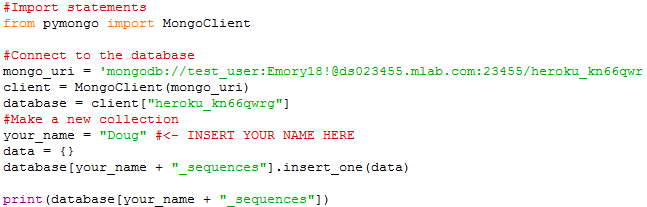 #Import statements
from pymongo import MongoClient
#Connect to the database
mongo_uri = 'mongodb://test_user:Emory18!@ds023455.mlab.com:23455/heroku_kn66qwr
client = MongoClient(mongo_uri)
database = client["heroku_kn66qwrg"]
#Make a new collection
your_name = "Doug" #<- INSERT YOUR NAME HERE
data = {}
database[your_name + "_sequences"].insert_one(data)
print(database[your_name + "_sequences"])